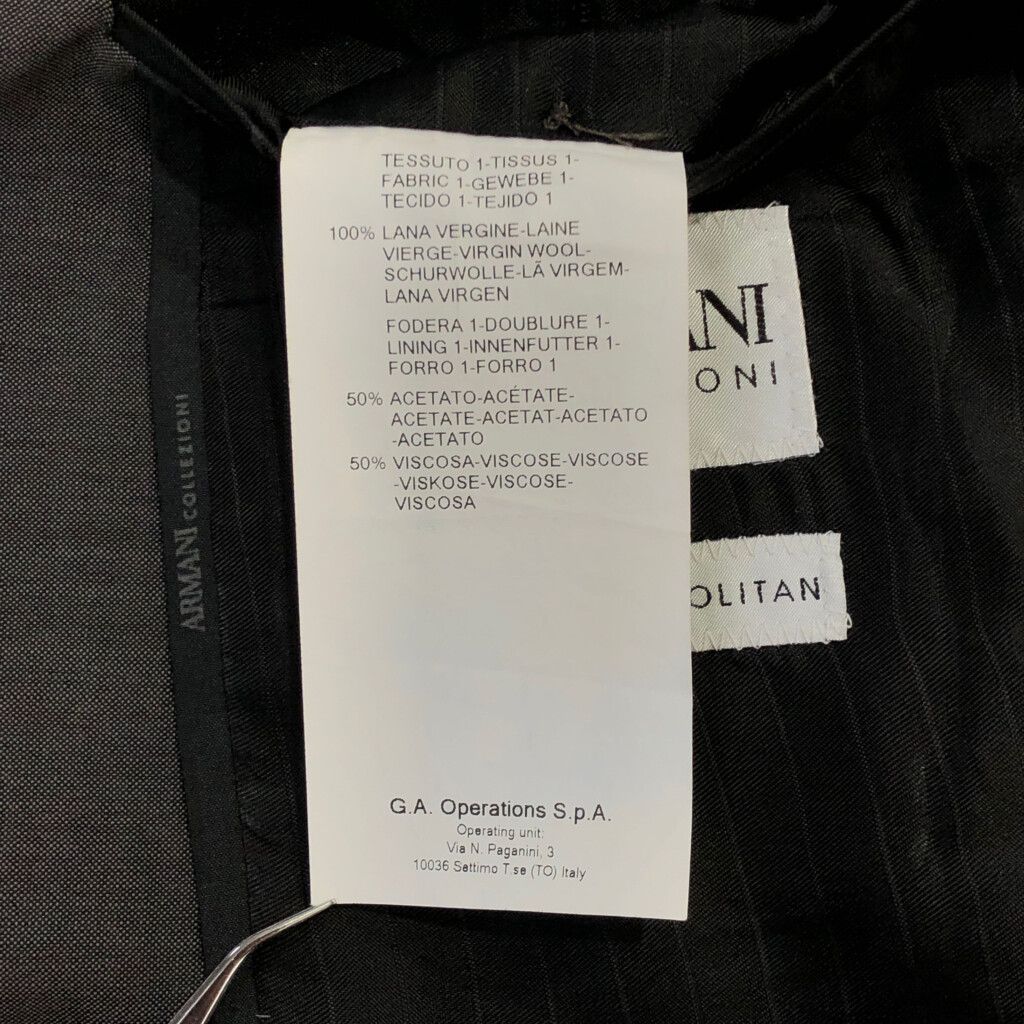 TESSUTO 1-TISSUS 1-
FABRIC 1-GEWEBE 1-
TECIDO 1-TEJIDO 1
100% LANA VERGINE-LAINE
VIERGE-VIRGIN WOOL-
SCHURWOLLE-LÃ VIRGEM-
LANA VIRGEN
FODERA 1-DOUBLURE 1-
LINING 1-INNENFUTTER 1-
FORRO 1-FORRO 1
50% ACETATO-ACÉTATE-
ACETATE-ACETAT-ACETATO
-ACETATO
50% VISCOSA-VISCOSE-VISCOSE
-VISKOSE-VISCOSE-
VISCOSA
G.A. Operations S.p.A.
Operating unit:
Via N. Paganini, 3
10036 Settimo T.se (TO) Italy
ARMANI COLLEZIONI
ANI
ONI
OLITAN